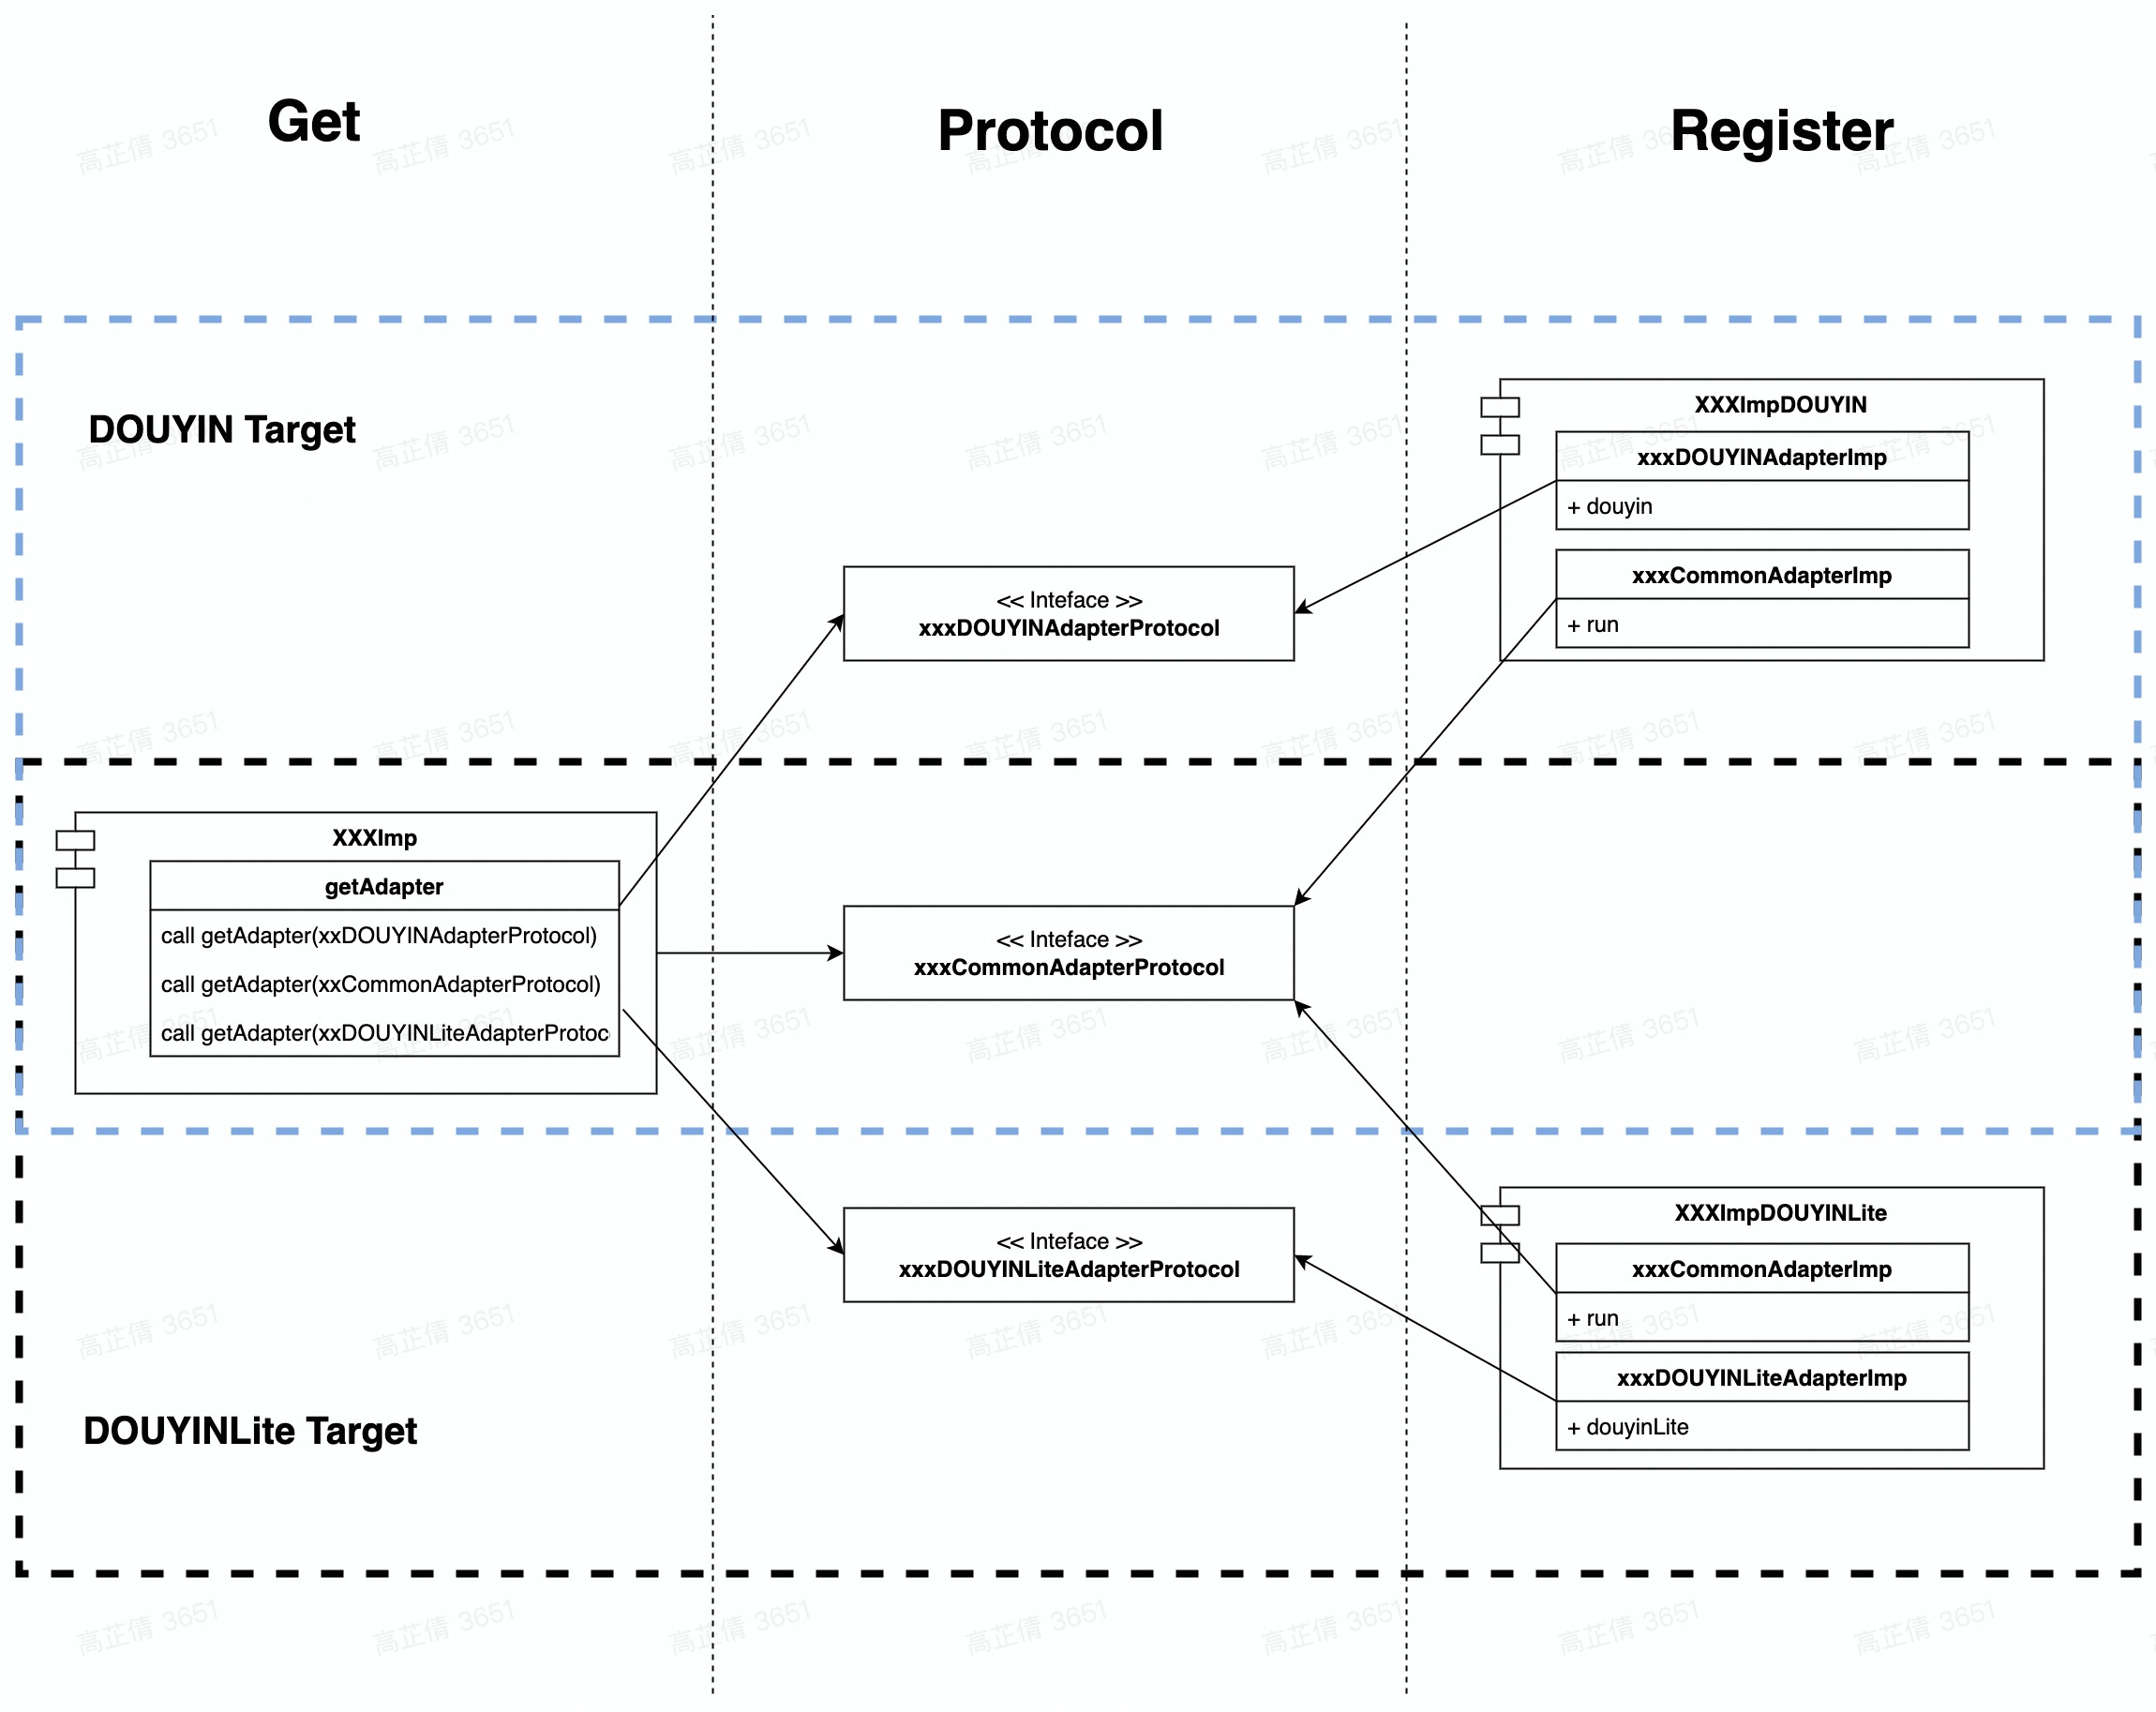 Get
Protocol
Register
DOUYIN Target
XXXImpDOUYIN
xxxDOUYINAdapterImp
+ douyin
xxxCommonAdapterImp
+ run
<< Inteface >>
xxxDOUYINAdapterProtocol
XXXImp
getAdapter
call getAdapter(xxDOUYINAdapterProtocol)
call getAdapter(xxCommonAdapterProtocol)
call getAdapter(xxDOUYINLiteAdapterProtoc
<< Inteface >>
xxxCommonAdapterProtocol
<< Inteface >>
xxxDOUYINLiteAdapterProtocol
XXXImpDOUYINLite
xxxCommonAdapterImp
+ run
xxxDOUYINLiteAdapterImp
+ douyinLite
DOUYINLite Target
高芷倩 3651